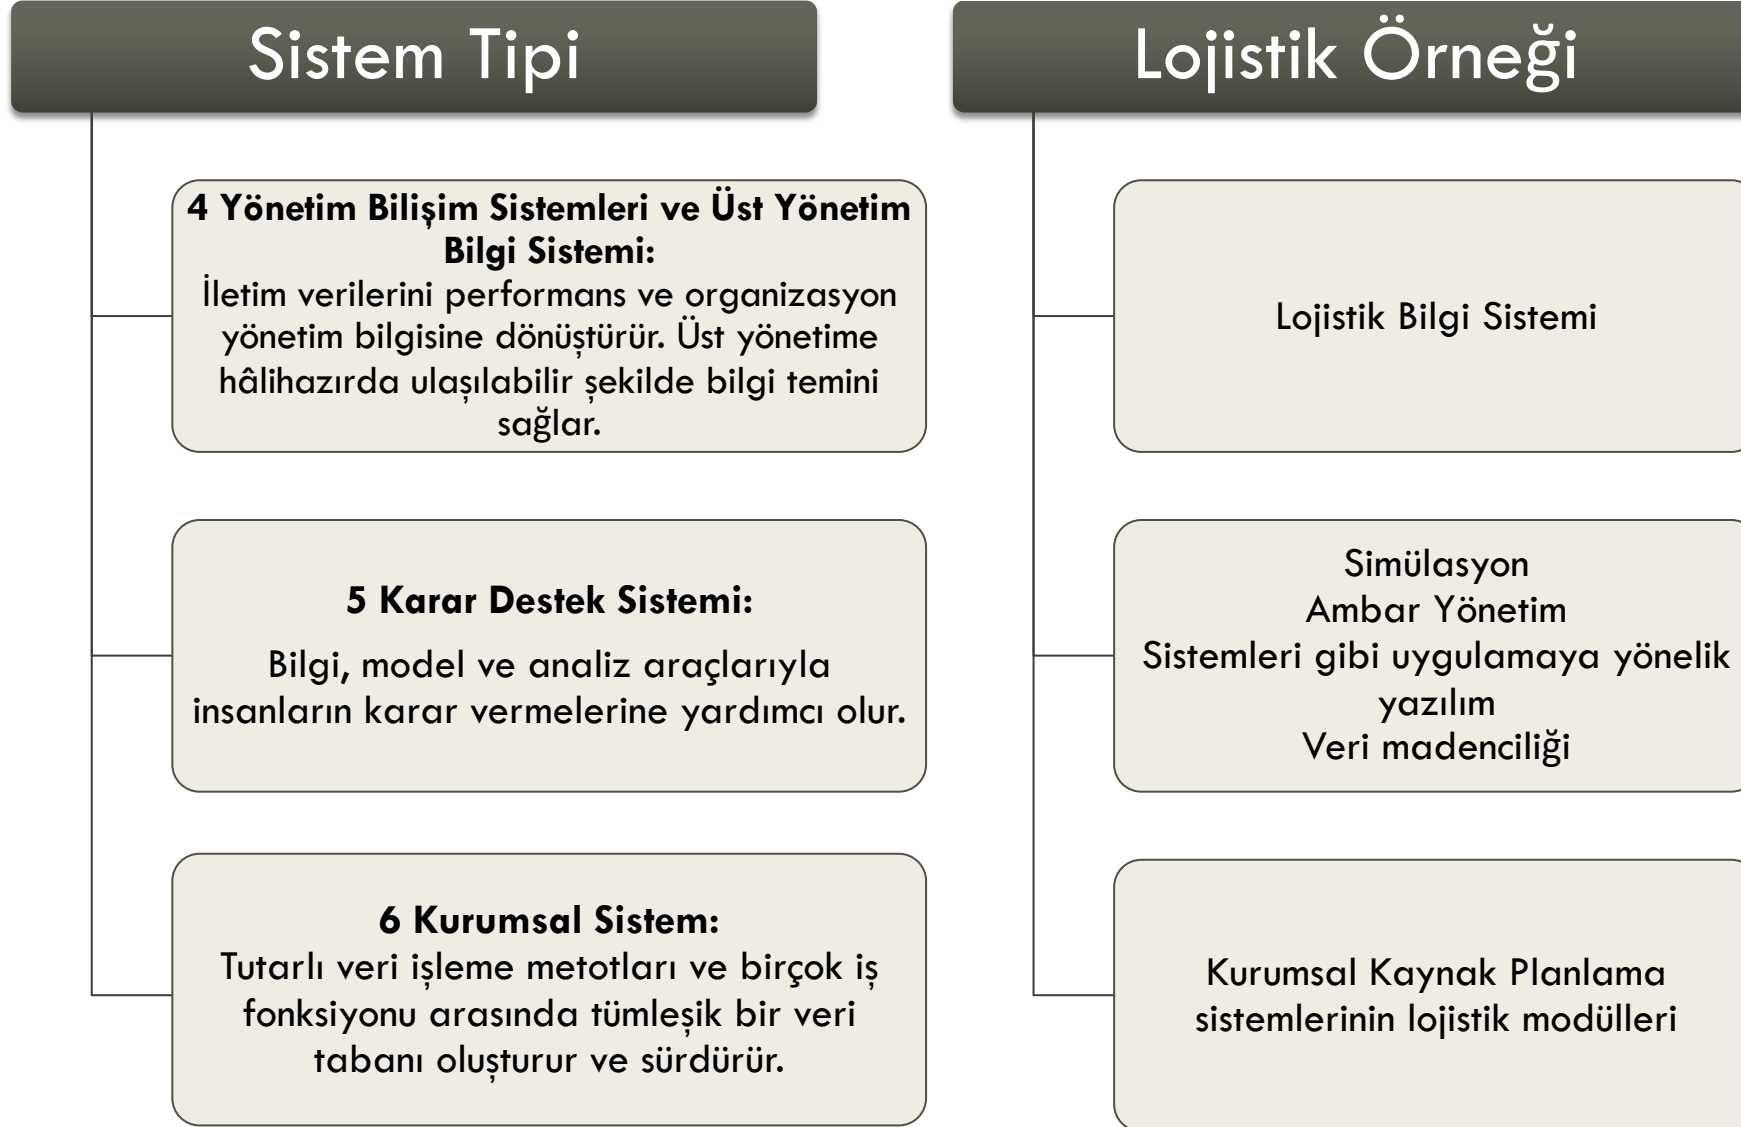 Sistem Tipi
4 Yönetim Bilişim Sistemleri ve Üst Yönetim
Bilgi Sistemi:
İletim verilerini performans ve organizasyon
yönetim bilgisine dönüştürür. Üst yönetime
hâlihazırda ulaşılabilir şekilde bilgi temini
sağlar.
5 Karar Destek Sistemi:
Bilgi, model ve analiz araçlarıyla
insanların karar vermelerine yardımcı olur.
6 Kurumsal Sistem:
Tutarlı veri işleme metotları ve birçok iş
fonksiyonu arasında tümleşik bir veri
tabanı oluşturur ve sürdürür.
Lojistik Örneği
Lojistik Bilgi Sistemi
Simülasyon
Ambar Yönetim
Sistemleri gibi uygulamaya yönelik
yazılım
Veri madenciliği
Kurumsal Kaynak Planlama
sistemlerinin lojistik modülleri